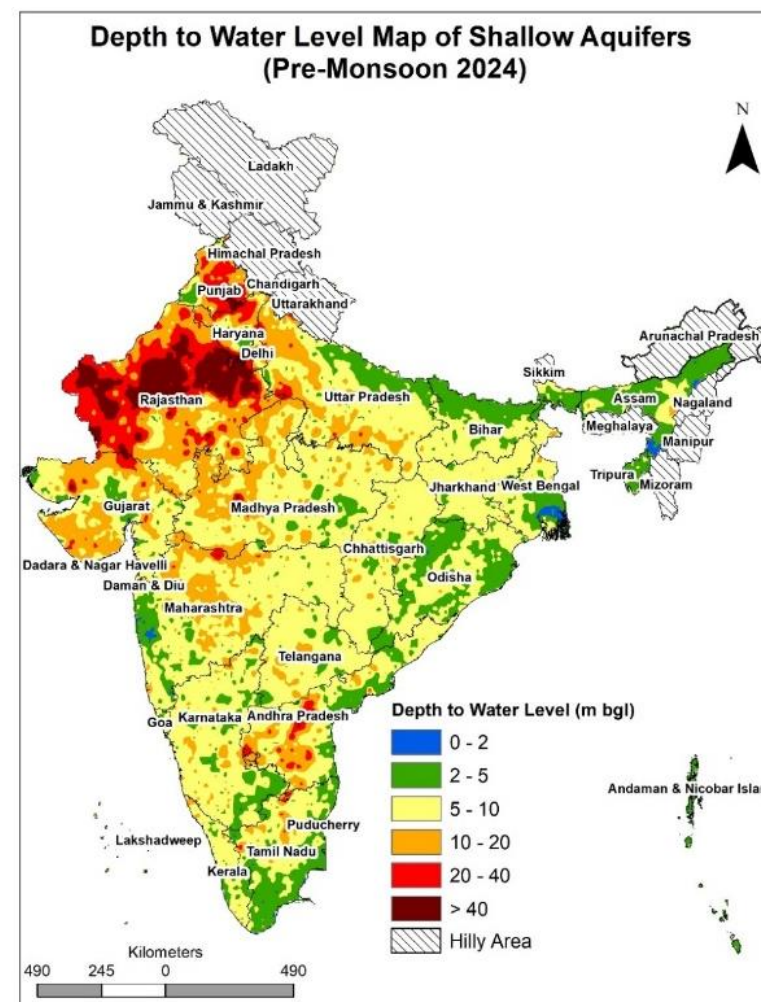 Depth to Water Level Map of Shallow Aquifers
(Pre-Monsoon 2024)
N
Ladakh
Jammu & Kashmir
Himachal Pradesh
Chandigarh
Punjab
Uttarakhand
Haryana
Delhi
Arunachal Pradesh
Sikkim
Rajasthan
Uttar Pradesh
Assam
Nagaland
Meghalaya
Bihar
Manipur
Tripura
Mizoram
Gujarat
Madhya Pradesh
Jharkhand
West Bengal
Chhattisgarh
Dadara & Nagar Havelli
Odisha
Daman & Diu
Maharashtra
Telangana
Goa
Karnataka
Andhra Pradesh
Depth to Water Level (m bgl)
0 - 2
2 - 5
5 - 10
10 - 20
20 - 40
> 40
Hilly Area
Andaman & Nicobar Islan
Puducherry
Lakshadweep
Tamil Nadu
Kerala
Kilometers
490 245 0 490